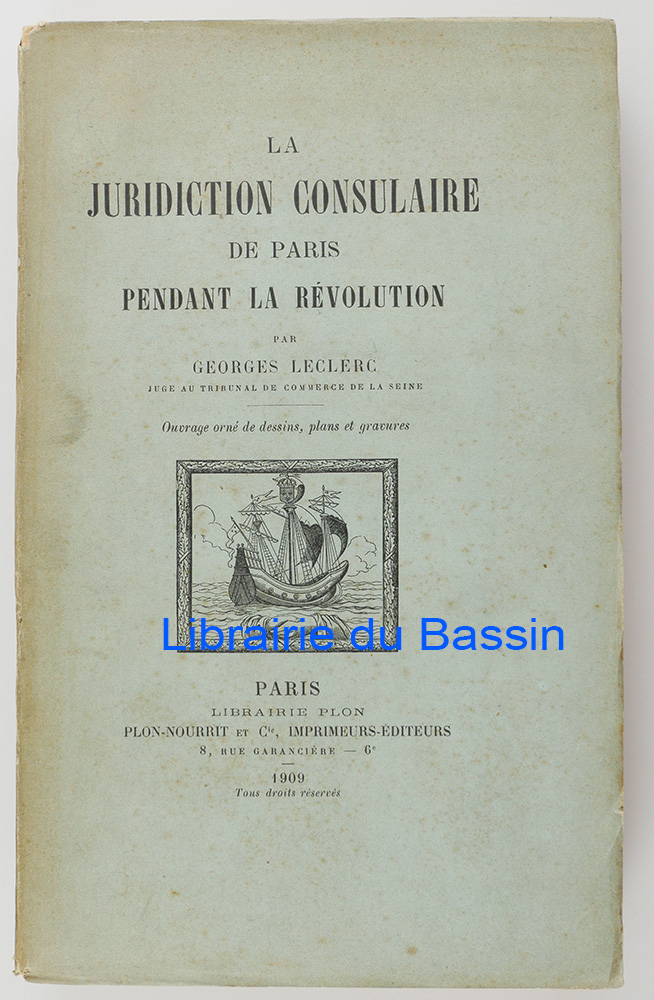 LA
JURIDICTION CONSULAIRE
DE PARIS
PENDANT LA RÉVOLUTION
PAR
GEORGES LECLERC
JUGE AU TRIBUNAL DE COMMERCE DE LA SEINE
Ouvrage orné de dessins, plans et gravures
Librairie du Bassin
PARIS
LIBRAIRIE PLON
PLON-NOURRIT ET Cie, IMPRIMEURS-ÉDITEURS
8, RUE GARANCIÈRE — 6e
1909
Tous droits réservés